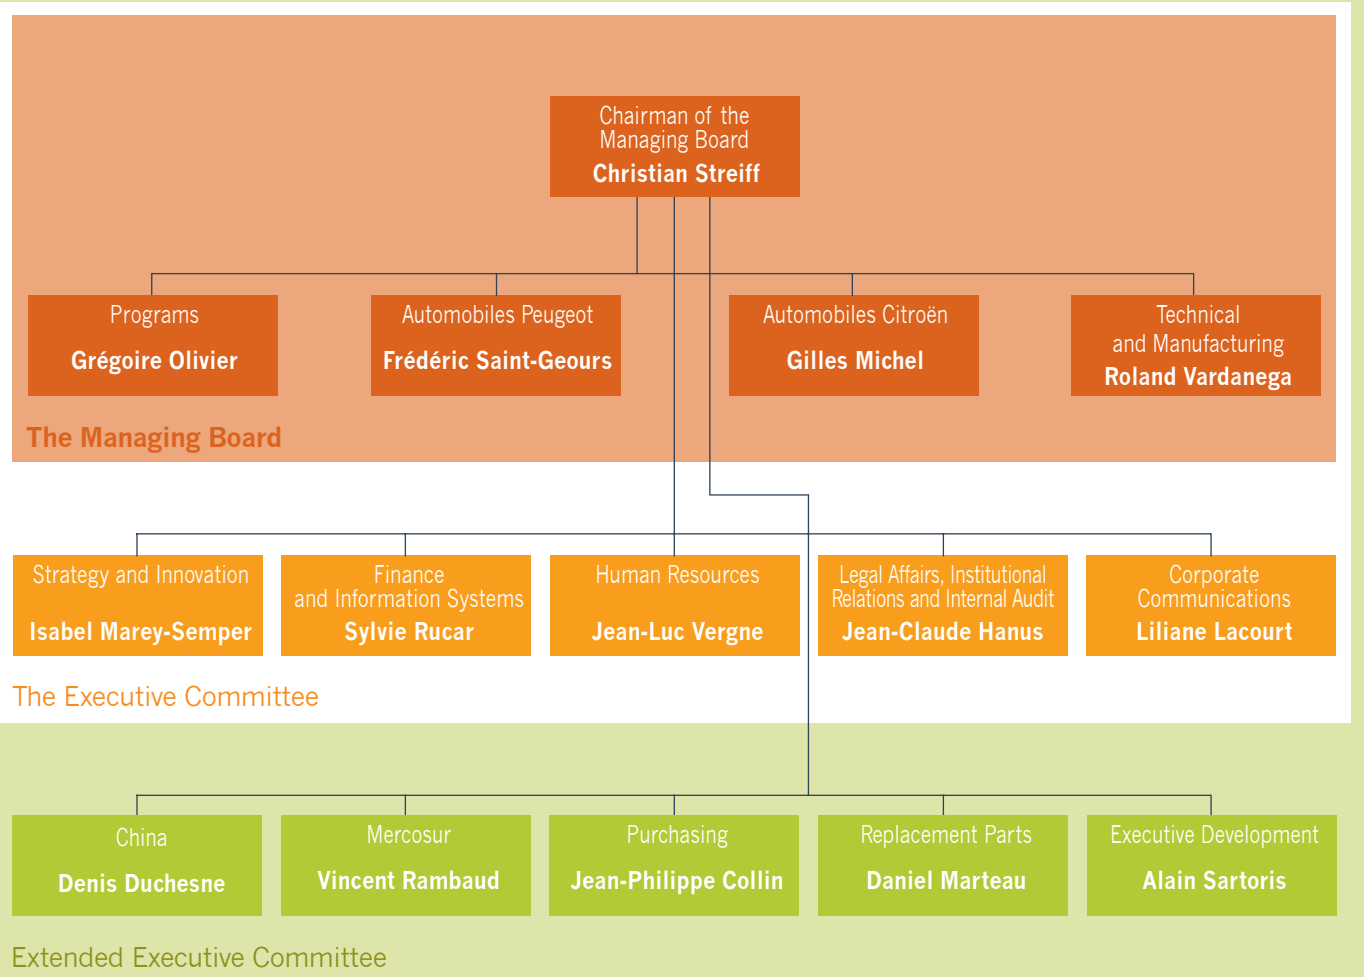 Chairman of the
Managing Board
Christian Streiff
Programs
Grégoire Olivier
Automobiles Peugeot
Frédéric Saint-Geours
Automobiles Citroën
Gilles Michel
Technical
and Manufacturing
Roland Vardanega
The Managing Board
Strategy and Innovation
Isabel Marey-Semper
Finance
and Information Systems
Sylvie Rucar
Human Resources
Jean-Luc Vergne
Legal Affairs, Institutional
Relations and Internal Audit
Jean-Claude Hanus
Corporate
Communications
Liliane Lacourt
The Executive Committee
China
Denis Duchesne
Mercosur
Vincent Rambaud
Purchasing
Jean-Philippe Collin
Replacement Parts
Daniel Marteau
Executive Development
Alain Sartoris
Extended Executive Committee